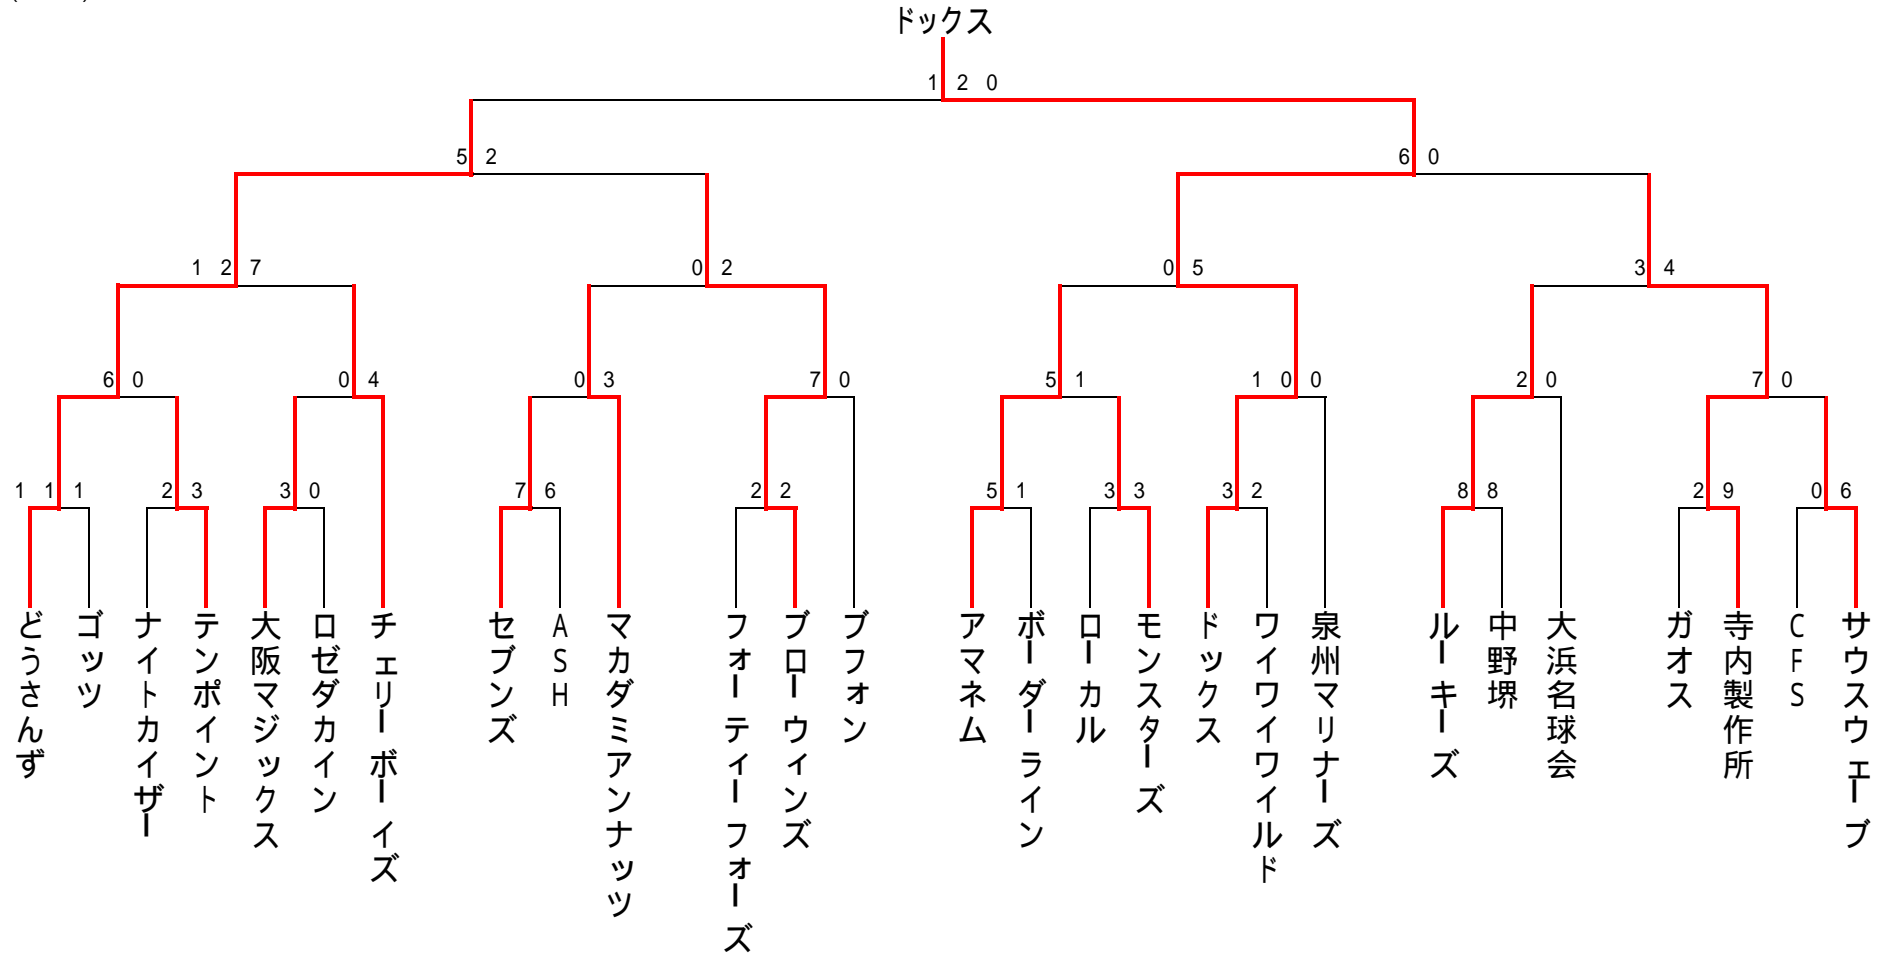 ドックス
1 2 0
5 2
6 0
1 2 7
0 2
0 5
3 4
6 0
0 4
0 3
7 0
5 1
1 0 0
2 0
7 0
1 1 1
2 3
3 0
7 6
2 2
5 1
3 3
3 2
8 8
2 9
0 6
どうさんず
ゴッツ
ナイトカイザー
テンポイント
大阪マジックス
ロゼダカイン
チェリーボーイズ
セブンズ
ASH
マカダミアンナッツ
フォーティーフォーズ
ブローウィンズ
ブフォン
アマネム
ボーダーライン
ローカル
モンスターズ
ドックス
ワイワイワイルド
泉州マリナーズ
ルーキーズ
中野堺
大浜名球会
ガオス
寺内製作所
CFS
サウスウェーブ